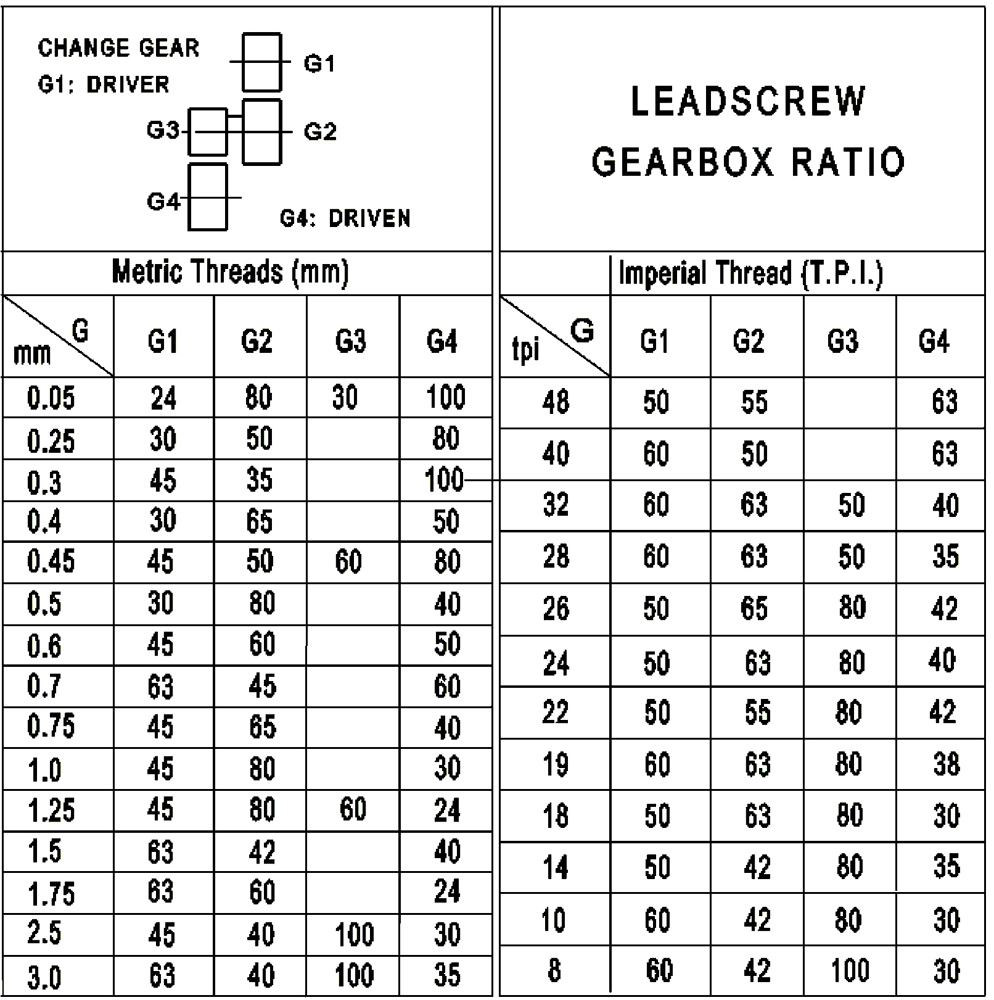 CHANGE GEAR
G1: DRIVER
G1
G3
G2
G4
G4: DRIVEN
LEADSCREW
GEARBOX RATIO
Metric Threads (mm)
mm G G1 G2 G3 G4
0.05 24 80 30 100
0.25 30 50 80
0.3 45 35 100
0.4 30 65 50
0.45 45 50 60 80
0.5 30 80 40
0.6 45 60 50
0.7 63 45 60
0.75 45 65 40
1.0 45 80 30
1.25 45 80 60 24
1.5 63 42 40
1.75 63 60 24
2.5 45 40 100 30
3.0 63 40 100 35
Imperial Thread (T.P.I.)
tpi G G1 G2 G3 G4
48 50 55 63
40 60 50 63
32 60 63 50 40
28 60 63 50 35
26 50 65 80 42
24 50 63 80 40
22 50 55 80 42
19 60 63 80 38
18 50 63 80 30
14 50 42 80 35
10 60 42 80 30
8 60 42 100 30